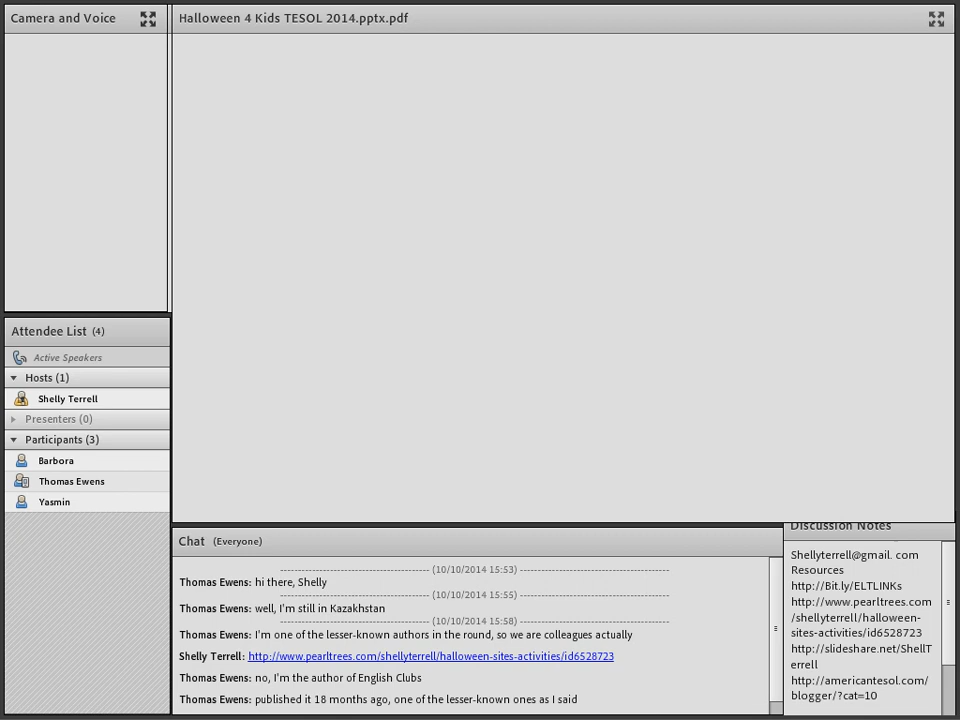 Camera and Voice
Halloween 4 Kids TESOL 2014.pptx.pdf
Attendee List (4)
Active Speakers
Hosts (1)
Shelly Terrell
Presenters (0)
Participants (3)
Barbora
Thomas Ewens
Yasmin
Chat (Everyone)
---------------------------------- (10/10/2014 15:53) ----------------------------------
Thomas Ewens: hi there, Shelly
---------------------------------- (10/10/2014 15:55) ----------------------------------
Thomas Ewens: well, I'm still in Kazakhstan
---------------------------------- (10/10/2014 15:58) ----------------------------------
Thomas Ewens: I'm one of the lesser-known authors in the round, so we are colleagues actually
Shelly Terrell: http://www.pearltrees.com/shellyterrell/halloween-sites-activities/id6528723
Thomas Ewens: no, I'm the author of English Clubs
Thomas Ewens: published it 18 months ago, one of the lesser-known ones as I said
Discussion Notes
Shellyterrell@gmail. com
Resources
http://Bit.ly/ELTLINKs
http://www.pearltrees.com
/shellyterrell/halloween-
sites-activities/id6528723
http://slideshare.net/ShellT
errell
http://americantesol.com/
blogger/?cat=10